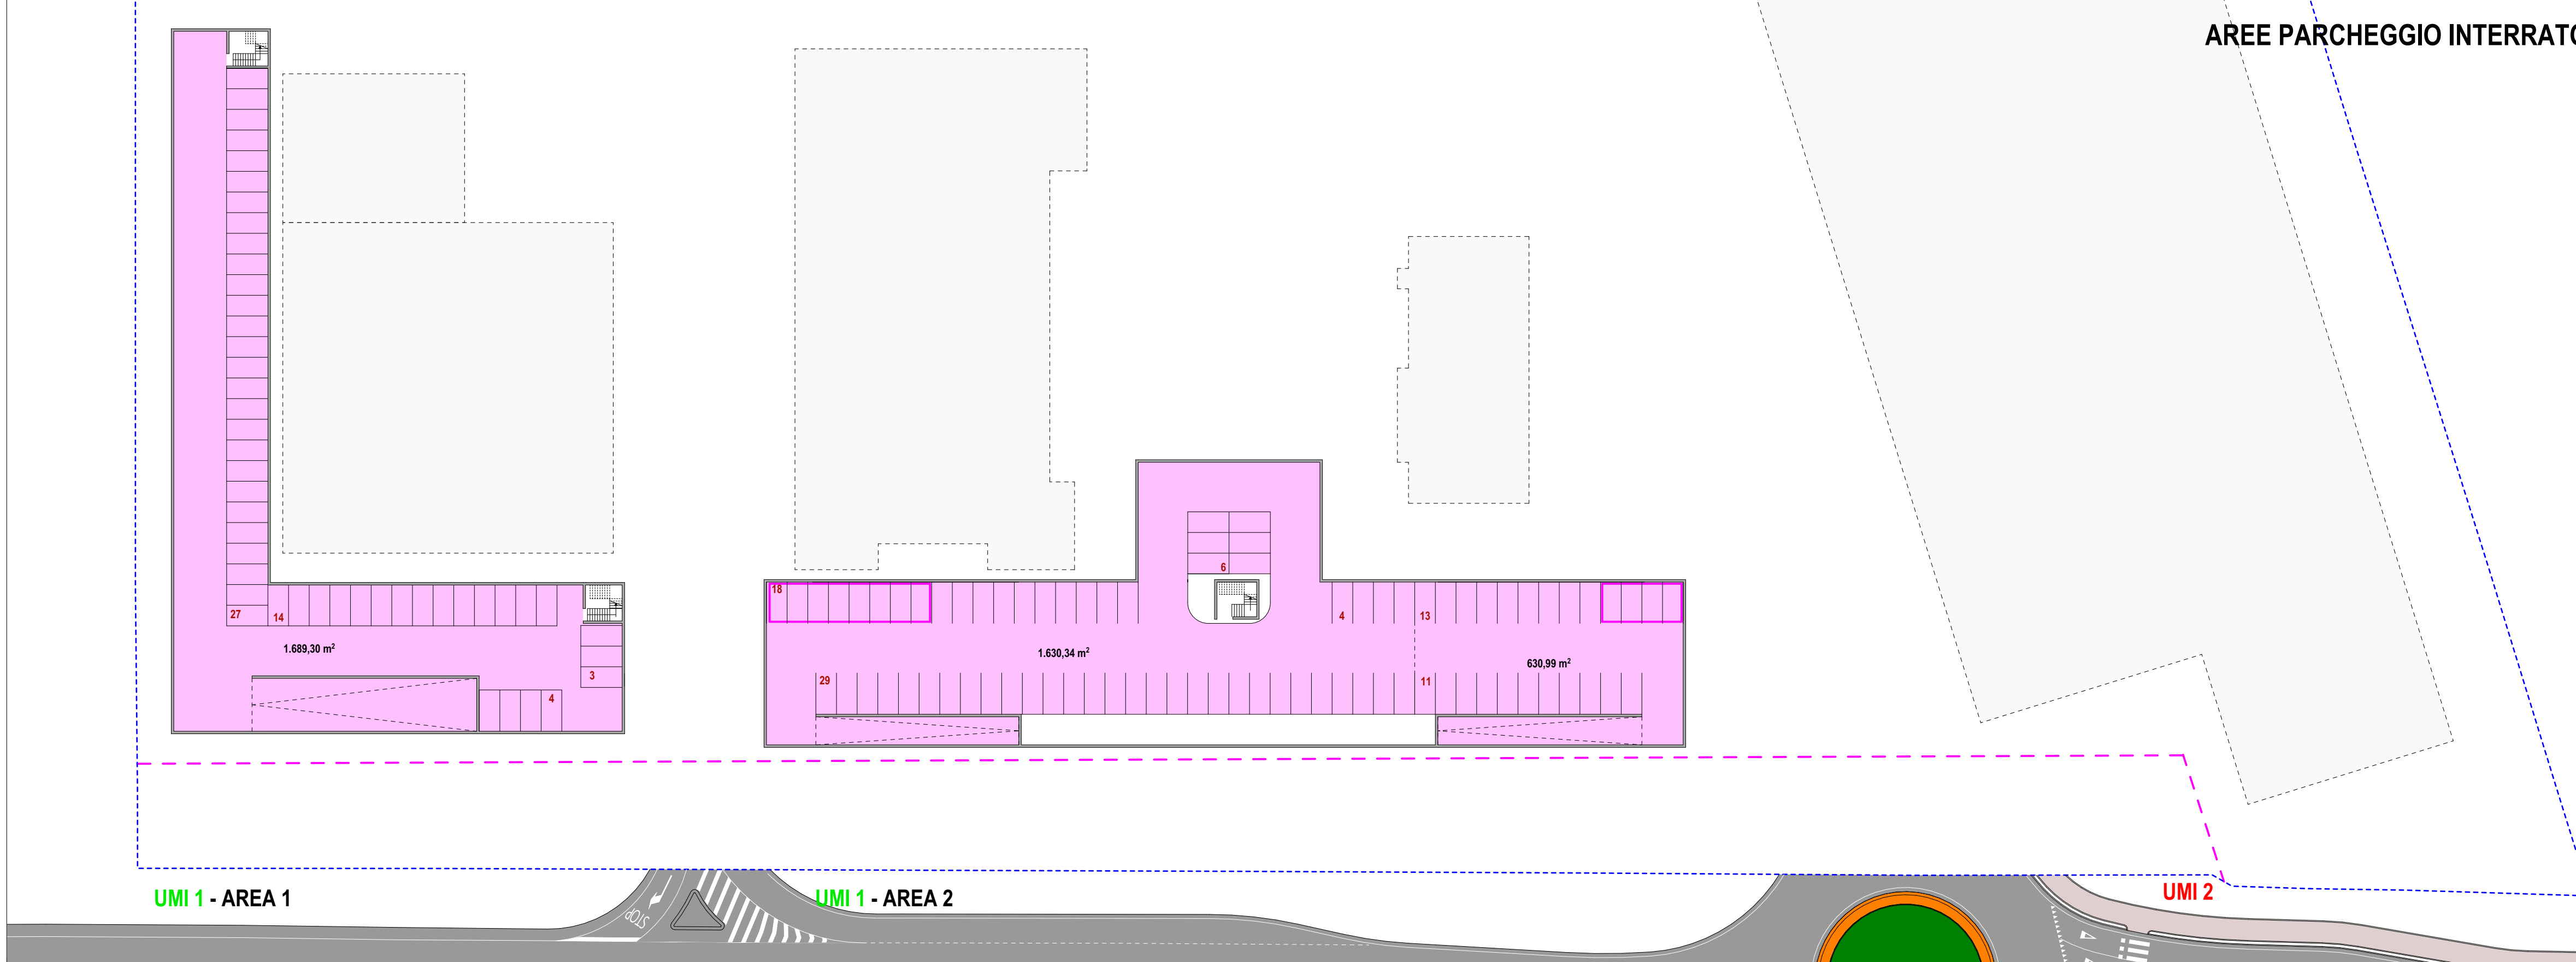 AREE PARCHEGGIO INTERRATO
18
6
27
14
4
13
1.689,30 m²
1.630,34 m²
630,99 m²
3
29
11
4
UMI 1 - AREA 1
UMI 1 - AREA 2
UMI 2
STOP